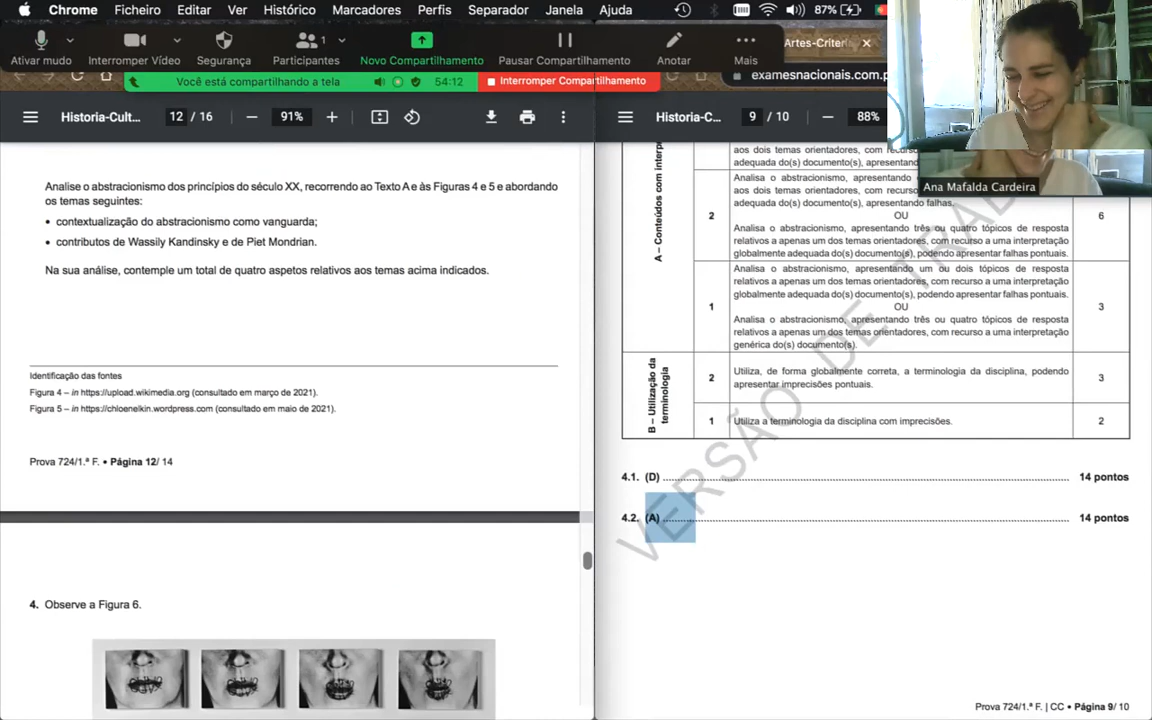 Chrome Ficheiro Editar Ver Histórico Marcadores Perfis Separador Janela Ajuda 87%
Ativar mudo Interromper Vídeo Segurança Participantes 1 Novo Compartilhamento Pausar Compartilhamento Anotar Mais
Artes-Criterio
Você está compartilhando a tela 54:12 Interromper Compartilhamento
examesnacionais.com.p
Historia-Cult... 12 / 16 91%
Historia-C... 9 / 10 88%
Ana Mafalda Cardeira
Analise o abstracionismo dos princípios do século XX, recorrendo ao Texto A e às Figuras 4 e 5 e abordando
os temas seguintes:
• contextualização do abstracionismo como vanguarda;
• contributos de Wassily Kandinsky e de Piet Mondrian.
Na sua análise, contemple um total de quatro aspetos relativos aos temas acima indicados.
Identificação das fontes
Figura 4 – in https://upload.wikimedia.org (consultado em março de 2021).
Figura 5 – in https://chloenelkin.wordpress.com (consultado em maio de 2021).
Prova 724/1.ª F. • Página 12/ 14
4. Observe a Figura 6.
A – Conteúdos com interp
aos dois temas orientadores, com recurso
adequada do(s) documento(s), apresentand
2
Analisa o abstracionismo, apresentando
aos dois temas orientadores, com recurso
adequada do(s) documento(s), apresentando falhas.
OU
Analisa o abstracionismo, apresentando três ou quatro tópicos de resposta
relativos a apenas um dos temas orientadores, com recurso a uma interpretação
globalmente adequada do(s) documento(s), podendo apresentar falhas pontuais.
6
1
Analisa o abstracionismo, apresentando um ou dois tópicos de resposta
relativos a apenas um dos temas orientadores, com recurso a uma interpretação
globalmente adequada do(s) documento(s), podendo apresentar falhas pontuais.
OU
Analisa o abstracionismo, apresentando três ou quatro tópicos de resposta
relativos a apenas um dos temas orientadores, com recurso a uma interpretação
genérica do(s) documento(s).
3
B – Utilização da
terminologia
2
Utiliza, de forma globalmente correta, a terminologia da disciplina, podendo
apresentar imprecisões pontuais.
3
1
Utiliza a terminologia da disciplina com imprecisões.
2
VERSÃO DE TRAB
4.1. (D) ........ 14 pontos
4.2. (A) ........ 14 pontos
Prova 724/1.ª F. | CC • Página 9/ 10